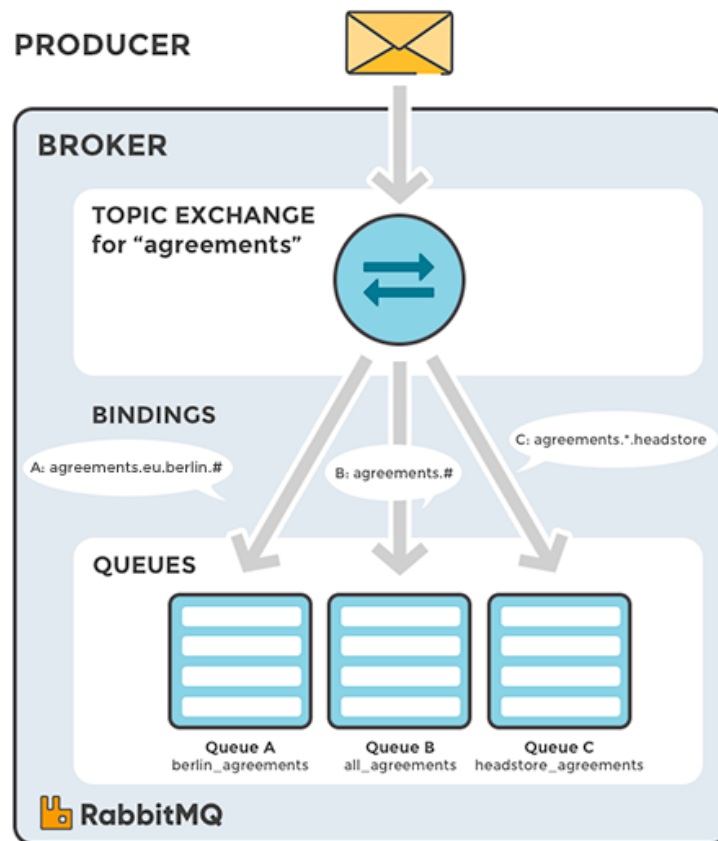 PRODUCER
BROKER
TOPIC EXCHANGE
for “agreements”
BINDINGS
A: agreements.eu.berlin.#
B: agreements.#
C: agreements.*.headstore
QUEUES
Queue A
berlin_agreements
Queue B
all_agreements
Queue C
headstore_agreements
RabbitMQ